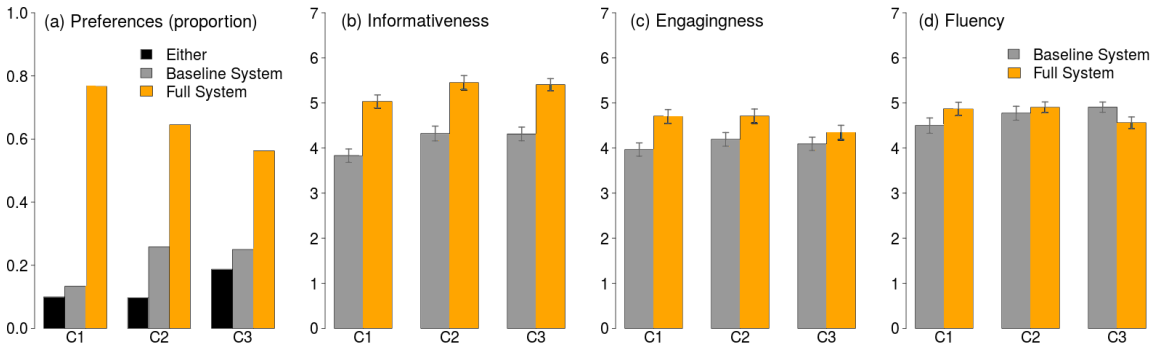 (a) Preferences (proportion)
Either
Baseline System
Full System
1.0
0.8
0.6
0.4
0.2
0.0
C1 C2 C3
(b) Informativeness
7
6
5
4
3
2
1
0
C1 C2 C3
(c) Engagingness
7
6
5
4
3
2
1
0
C1 C2 C3
(d) Fluency
Baseline System
Full System
7
6
5
4
3
2
1
0
C1 C2 C3